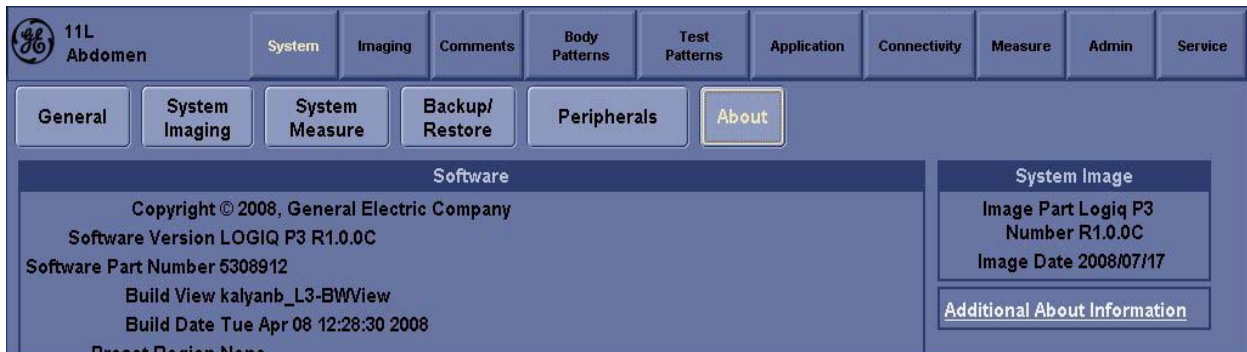 11L
Abdomen
System
Imaging
Comments
Body
Patterns
Test
Patterns
Application
Connectivity
Measure
Admin
Service
General
System
Imaging
System
Measure
Backup/
Restore
Peripherals
About
Software
Copyright © 2008, General Electric Company
Software Version LOGIQ P3 R1.0.0C
Software Part Number 5308912
Build View kalyanb_L3-BWView
Build Date Tue Apr 08 12:28:30 2008
Preset Region None
System Image
Image Part Logiq P3
Number R1.0.0C
Image Date 2008/07/17
Additional About Information